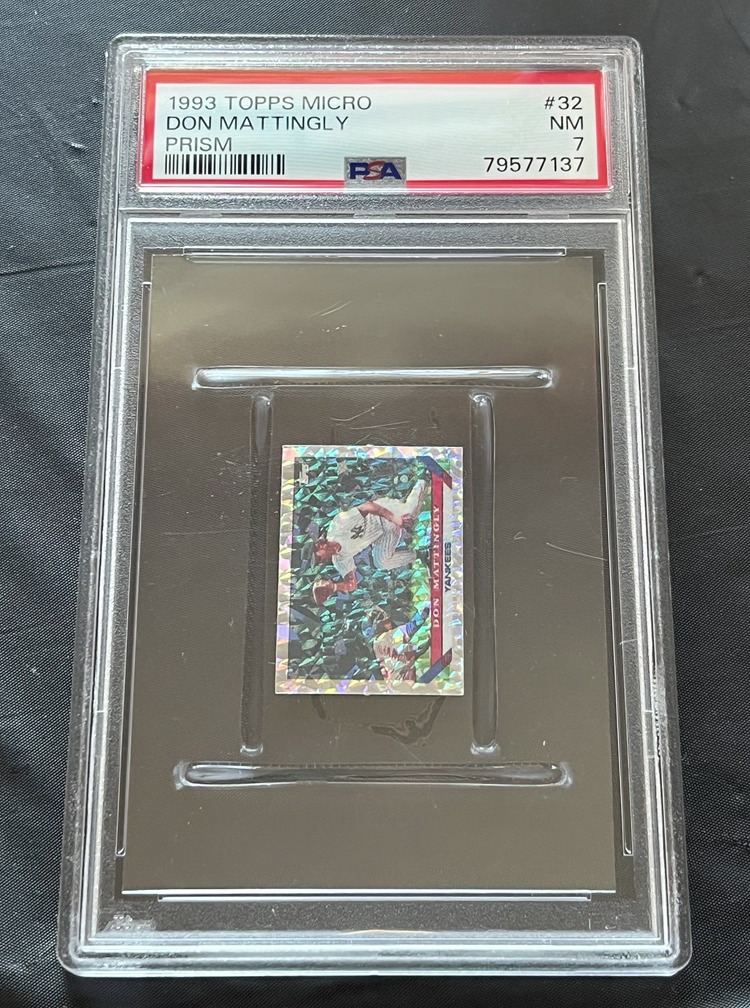 1993 TOPPS MICRO #32
DON MATTINGLY NM
PRISM 7
PSA 79577137
DON MATTINGLY
YANKEES